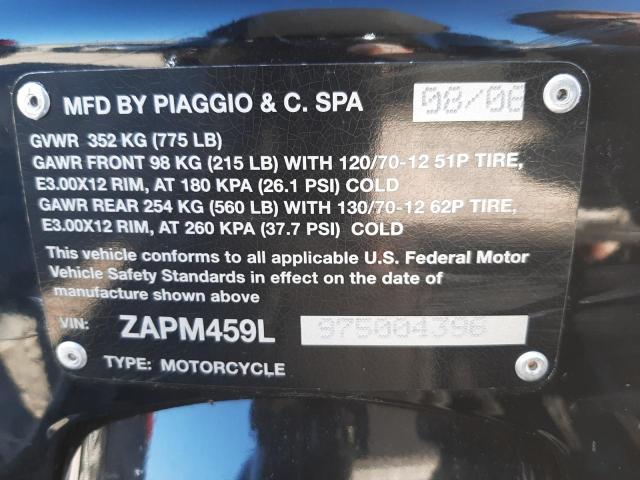 MFD BY PIAGGIO & C. SPA 08/06
GVWR 352 KG (775 LB)
GAWR FRONT 98 KG (215 LB) WITH 120/70-12 51P TIRE,
E3.00X12 RIM, AT 180 KPA (26.1 PSI) COLD
GAWR REAR 254 KG (560 LB) WITH 130/70-12 62P TIRE,
E3.00X12 RIM, AT 260 KPA (37.7 PSI) COLD
This vehicle conforms to all applicable U.S. Federal Motor
Vehicle Safety Standards in effect on the date of
manufacture shown above
VIN: ZAPM459L 975004396
TYPE: MOTORCYCLE